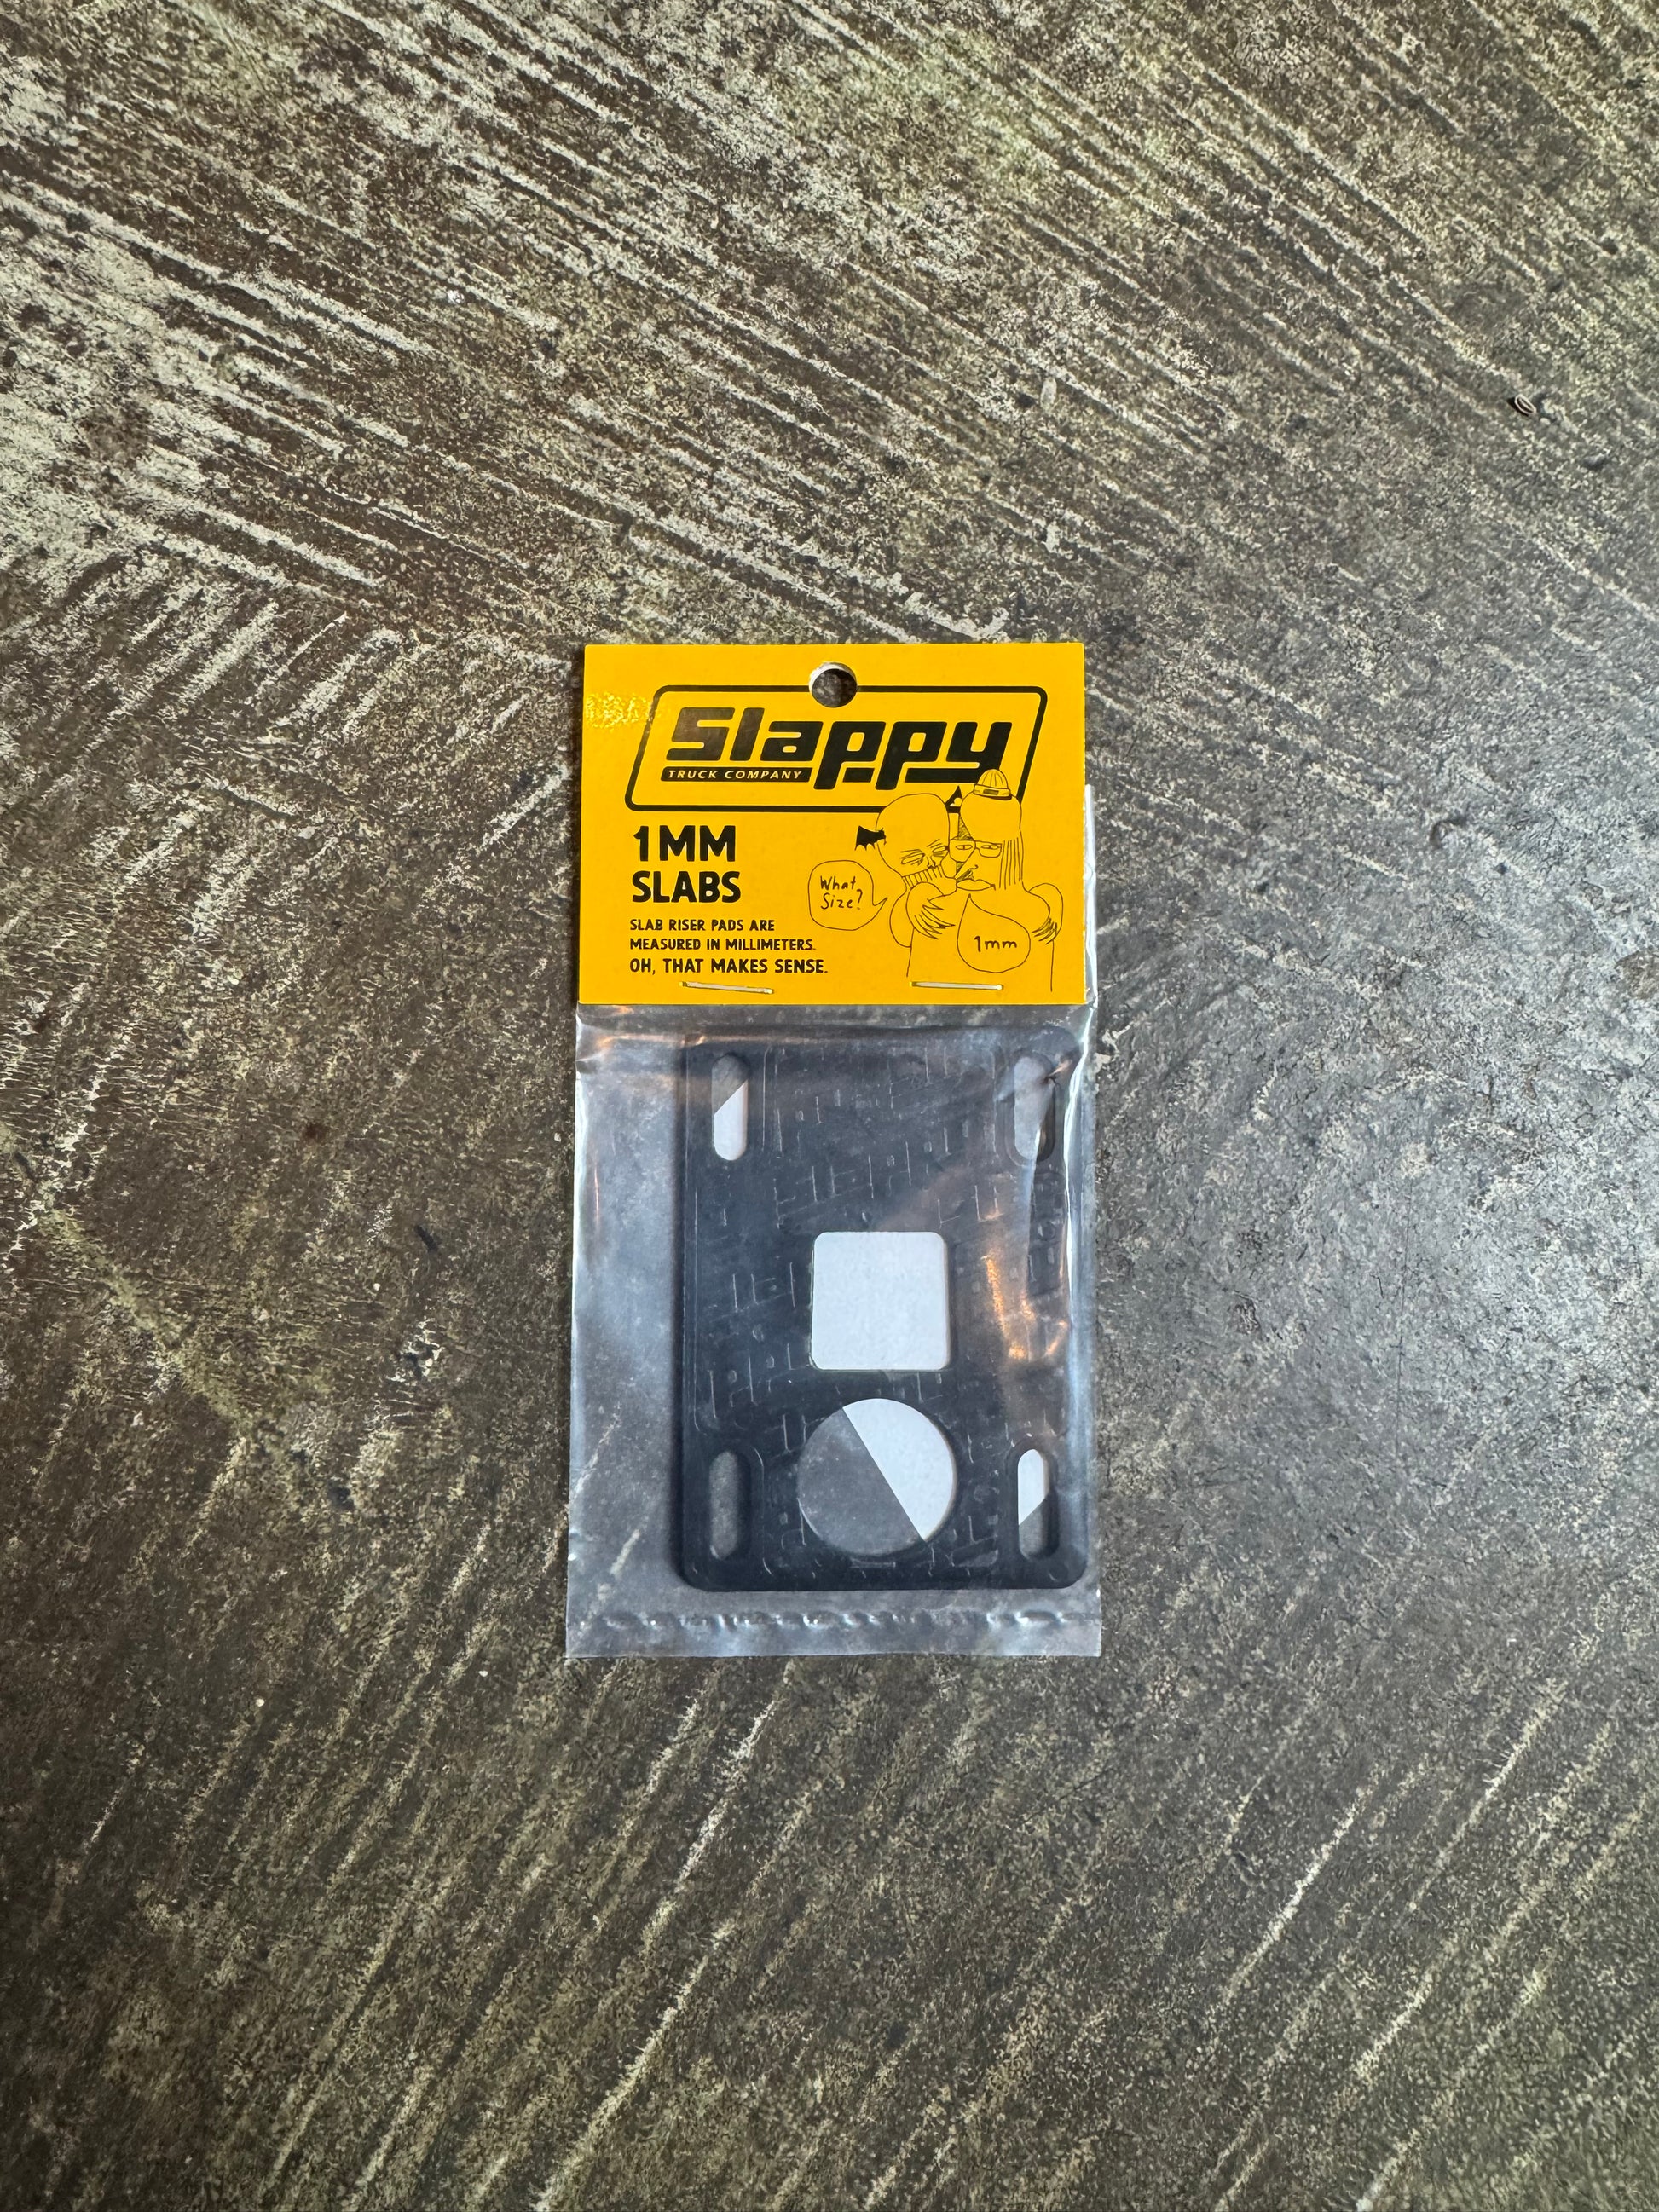 Slappy
TRUCK COMPANY
1MM
SLABS
SLAB RISER PADS ARE
MEASURED IN MILLIMETERS.
OH, THAT MAKES SENSE.
What
Size?
1mm